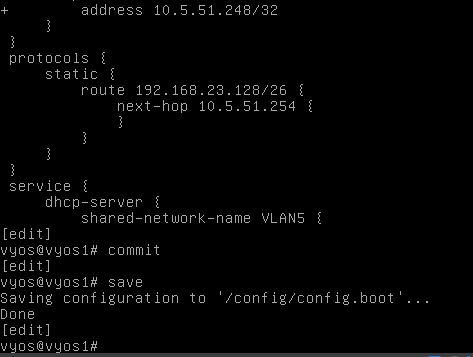 +        address 10.5.51.248/32
     }
 }
 protocols {
     static {
         route 192.168.23.128/26 {
             next-hop 10.5.51.254 {
             }
         }
     }
 }
 service {
     dhcp-server {
         shared-network-name VLAN5 {
[edit]
vyos@vyos1# commit
[edit]
vyos@vyos1# save
Saving configuration to '/config/config.boot'...
Done
[edit]
vyos@vyos1#